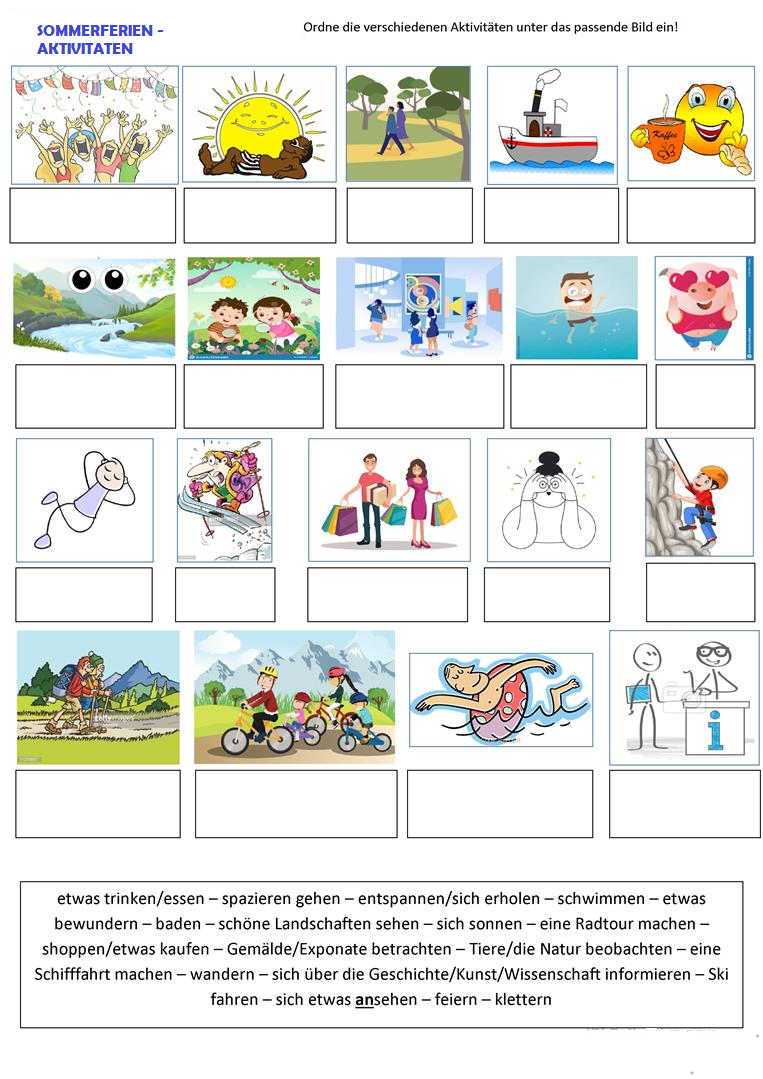 SOMMERFERIEN -
AKTIVITATEN
Ordne die verschiedenen Aktivitäten unter das passende Bild ein!
Kaffee
i
etwas trinken/essen – spazieren gehen – entspannen/sich erholen – schwimmen – etwas
bewundern – baden – schöne Landschaften sehen – sich sonnen – eine Radtour machen –
shoppen/etwas kaufen – Gemälde/Exponate betrachten – Tiere/die Natur beobachten – eine
Schifffahrt machen – wandern – sich über die Geschichte/Kunst/Wissenschaft informieren – Ski
fahren – sich etwas ansehen – feiern – klettern